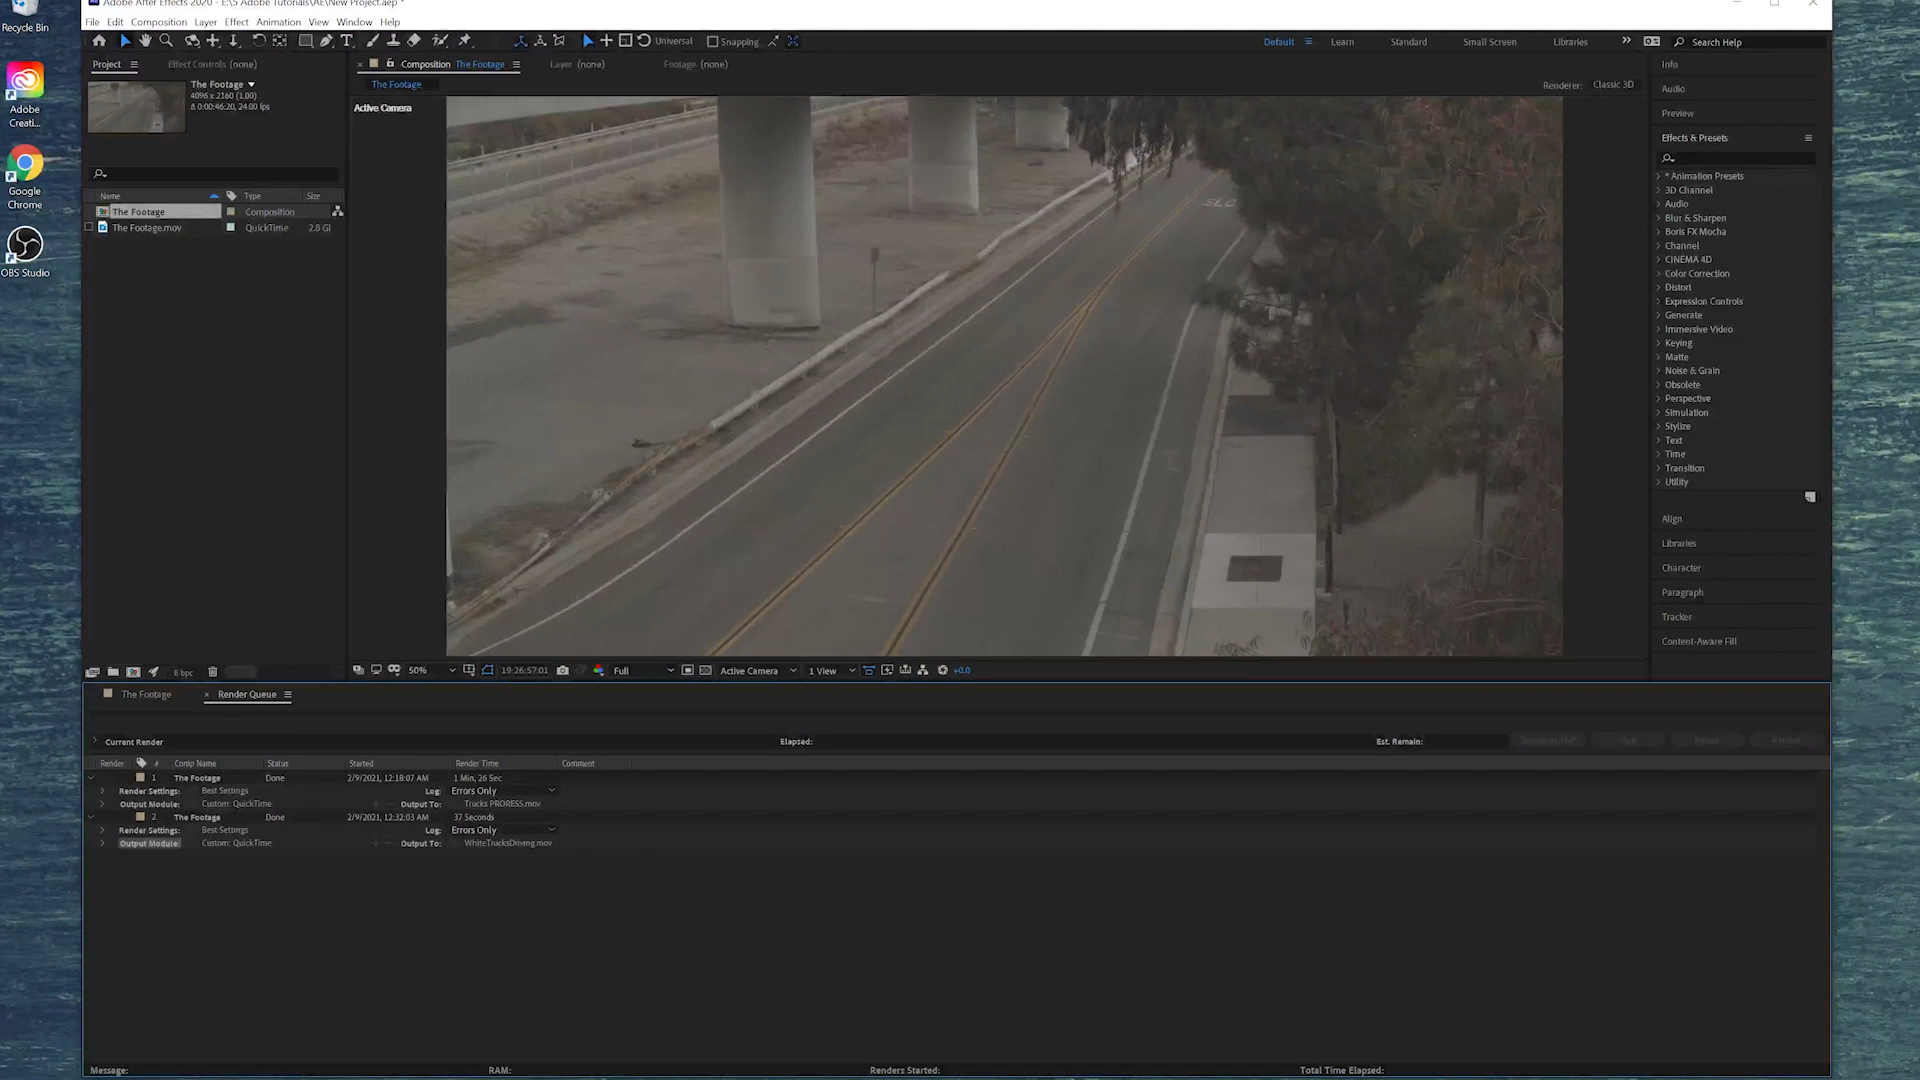 Adobe After Effects 2020 - E:\5 Adobe Tutorials\AE\New Project.aep *
Recycle Bin
File Edit Composition Layer Effect Animation View Window Help
Universal Snapping Default Learn Standard Small Screen Libraries Search Help
Project Effect Controls (none) Composition The Footage Layer (none) Footage (none) Info
The Footage
4096 x 2160 (1.00)
Δ 0:00:46:20, 24.00 fps
The Footage Renderer: Classic 3D
Active Camera
Audio
Preview
Effects & Presets
Adobe
Creati...
Google
Chrome
OBS Studio
Name Type Size
The Footage Composition
The Footage.mov QuickTime 2.8 GI
* Animation Presets
3D Channel
Audio
Blur & Sharpen
Boris FX Mocha
Channel
CINEMA 4D
Color Correction
Distort
Expression Controls
Generate
Immersive Video
Keying
Matte
Noise & Grain
Obsolete
Perspective
Simulation
Stylize
Text
Time
Transition
Utility
Align
Libraries
Character
Paragraph
Tracker
Content-Aware Fill
SLO
8 bpc 50% 19:26:57:01 Full Active Camera 1 View +0.0
The Footage Render Queue
Current Render Elapsed: Est. Remain: Queue in AME Stop Pause Render
Render # Comp Name Status Started Render Time Comment
1 The Footage Done 2/9/2021, 12:18:07 AM 1 Min, 26 Sec
Render Settings: Best Settings Log: Errors Only
Output Module: Custom: QuickTime Output To: Trucks PRORESS.mov
2 The Footage Done 2/9/2021, 12:32:03 AM 37 Seconds
Render Settings: Best Settings Log: Errors Only
Output Module: Custom: QuickTime Output To: WhiteTrucksDriving.mov
Message: RAM: Renders Started: Total Time Elapsed: